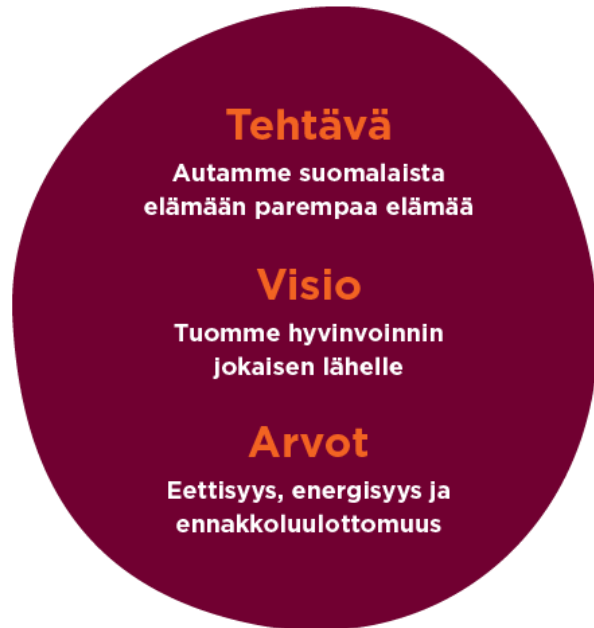 Tehtävä
Autamme suomalaista
elämään parempaa elämää
Visio
Tuomme hyvinvoinnin
jokaisen lähelle
Arvot
Eettisyys, energisyys ja
ennakkoluulottomuus